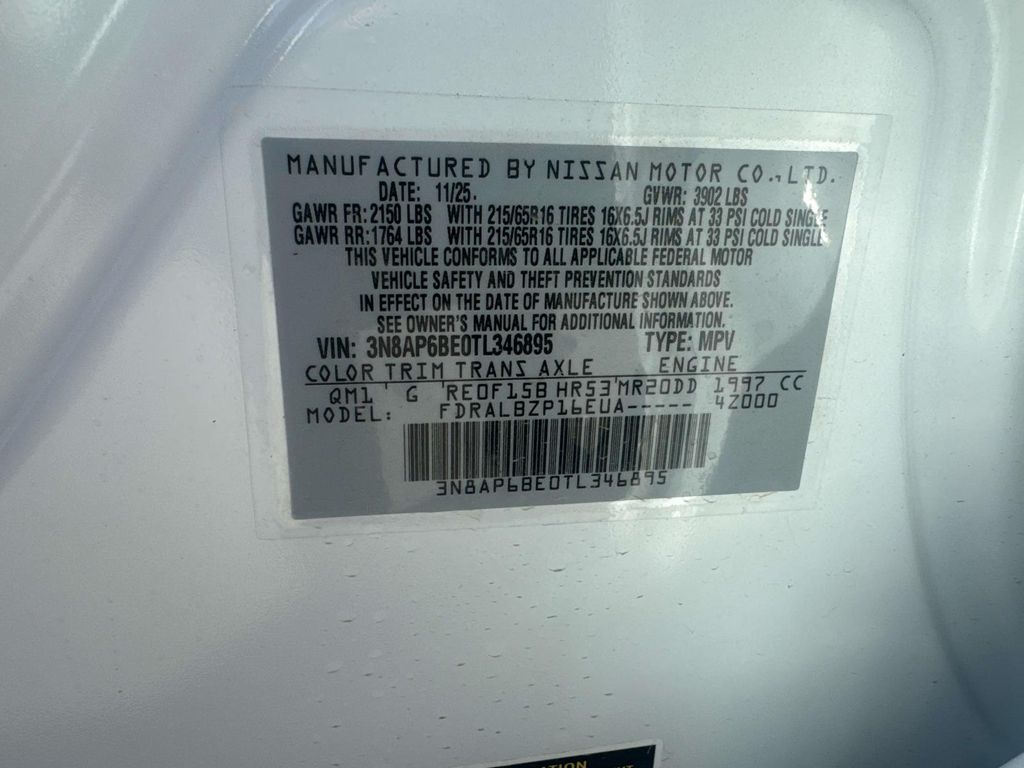 MANUFACTURED BY NISSAN MOTOR CO., LTD.
DATE: 11/25. GVWR: 3902 LBS
GAWR FR: 2150 LBS WITH 215/65R16 TIRES 16X6.5J RIMS AT 33 PSI COLD SINGLE
GAWR RR: 1764 LBS WITH 215/65R16 TIRES 16X6.5J RIMS AT 33 PSI COLD SINGLE
THIS VEHICLE CONFORMS TO ALL APPLICABLE FEDERAL MOTOR
VEHICLE SAFETY AND THEFT PREVENTION STANDARDS
IN EFFECT ON THE DATE OF MANUFACTURE SHOWN ABOVE.
SEE OWNER'S MANUAL FOR ADDITIONAL INFORMATION.
VIN: 3N8AP6BE0TL346895 TYPE: MPV
COLOR TRIM TRANS AXLE ENGINE
QM1 ' G ' RE0F15B HR53 ' MR20DD 1997 CC
MODEL: FDRALBZP16EUA----- 42000
3N8AP6BE0TL346895